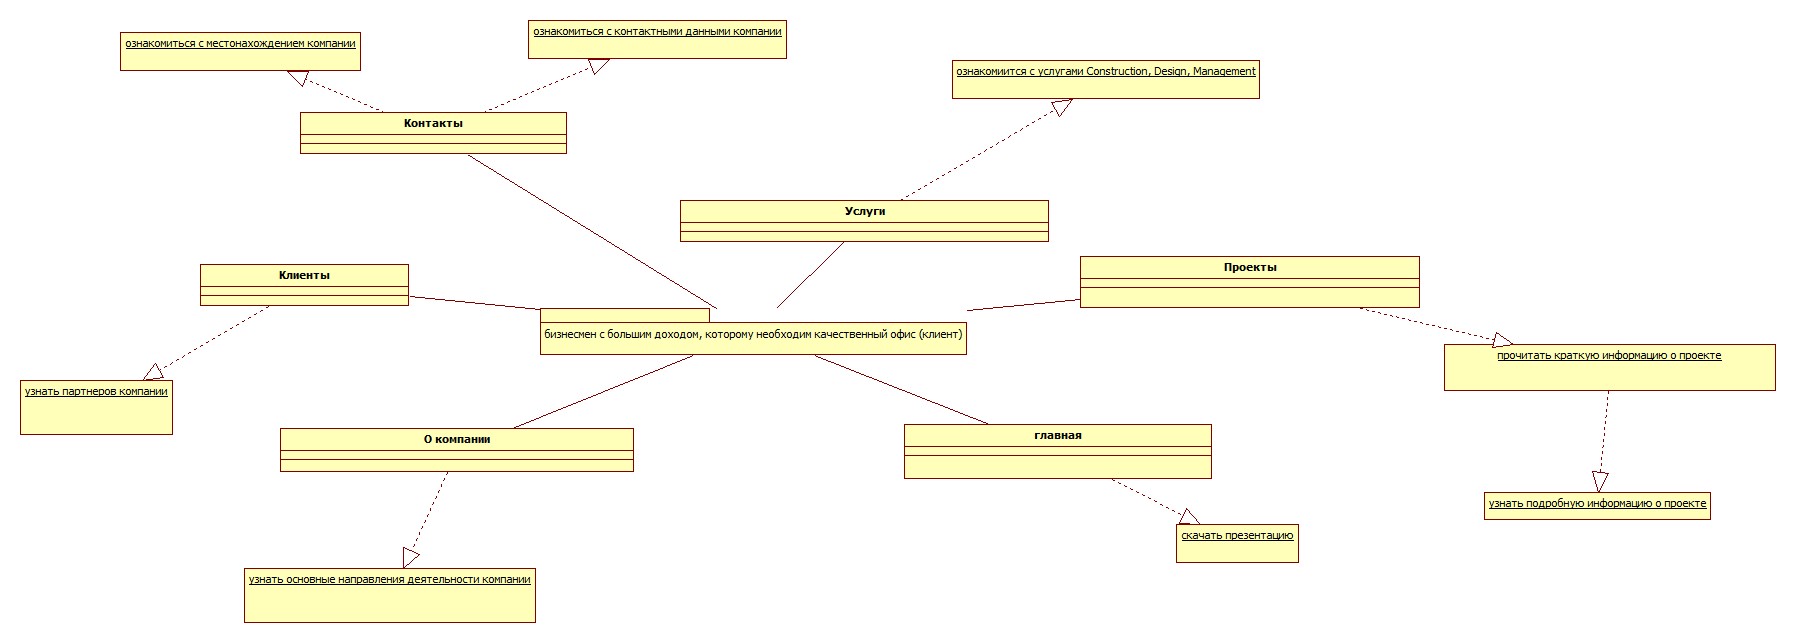 ознакомиться с контактными данными компании
ознакомиться с местонахождением компании
ознакомиится с услугами Construction, Design, Management
Контакты
Услуги
Клиенты
Проекты
бизнесмен с большим доходом, которому необходим качественный офис (клиент)
прочитать краткую информацию о проекте
узнать партнеров компании
О компании
главная
узнать подробную информацию о проекте
скачать презентацию
узнать основные направления деятельности компании